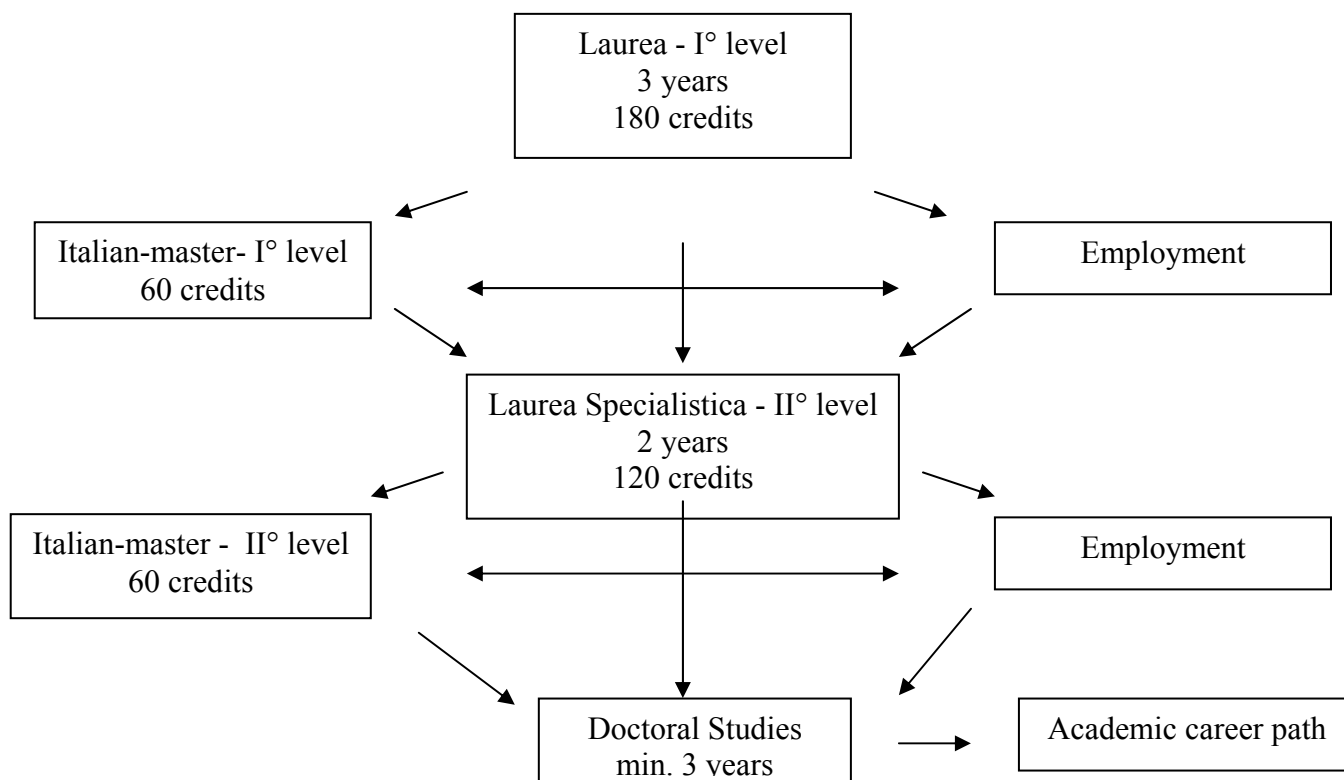 Laurea - I° level
3 years
180 credits
Italian-master- I° level
60 credits
Employment
Laurea Specialistica - II° level
2 years
120 credits
Italian-master -  II° level
60 credits
Employment
Doctoral Studies
min. 3 years
Academic career path